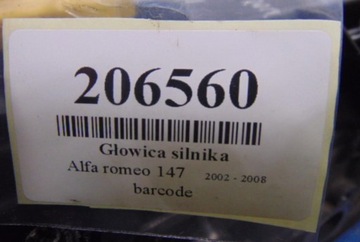 206560
Głowica silnika
Alfa romeo 147 2002 - 2008
barcode